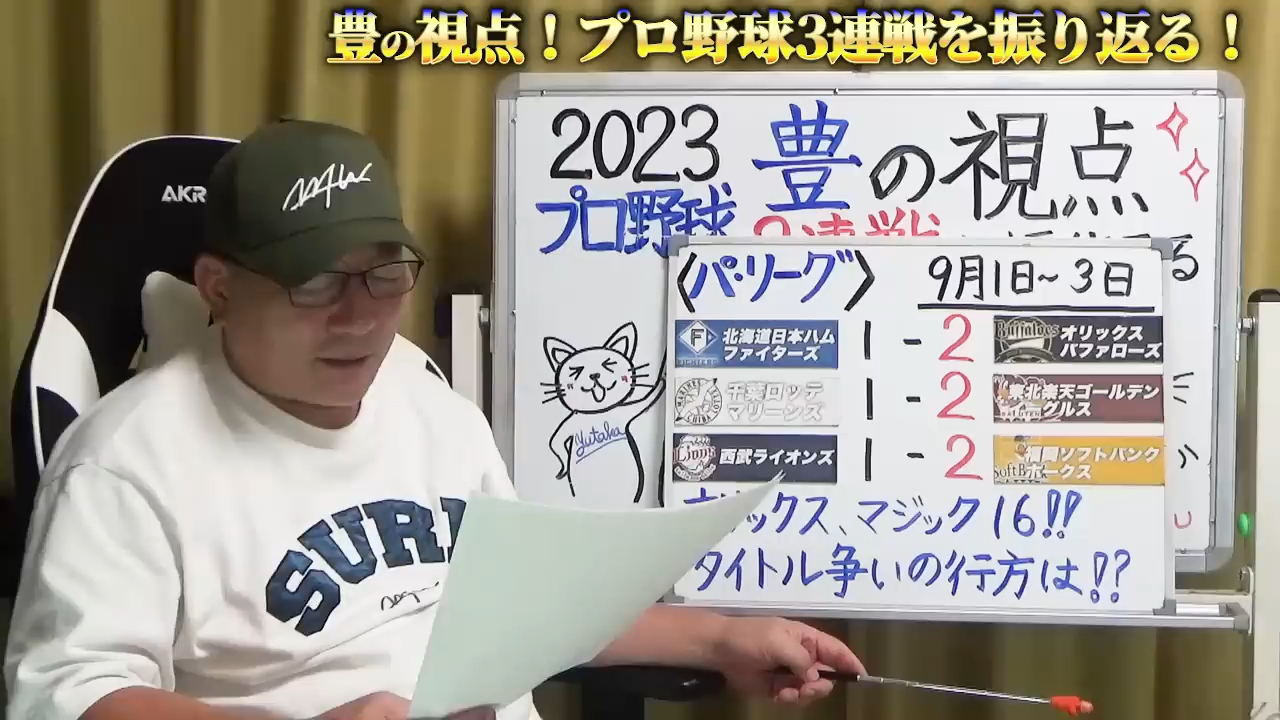 豊の視点！プロ野球3連戦を振り返る！
2023 豊の視点
プロ野球 3連戦
〈パ・リーグ〉 9月1日~3日
北海道日本ハムファイターズ 1-2 オリックスバファローズ
千葉ロッテマリーンズ 1-2 東北楽天ゴールデンイーグルス
西武ライオンズ 1-2 福岡ソフトバンクホークス
オリックス、マジック16!!
タイトル争いの行方は!?
Yutaka
AKR
SURF